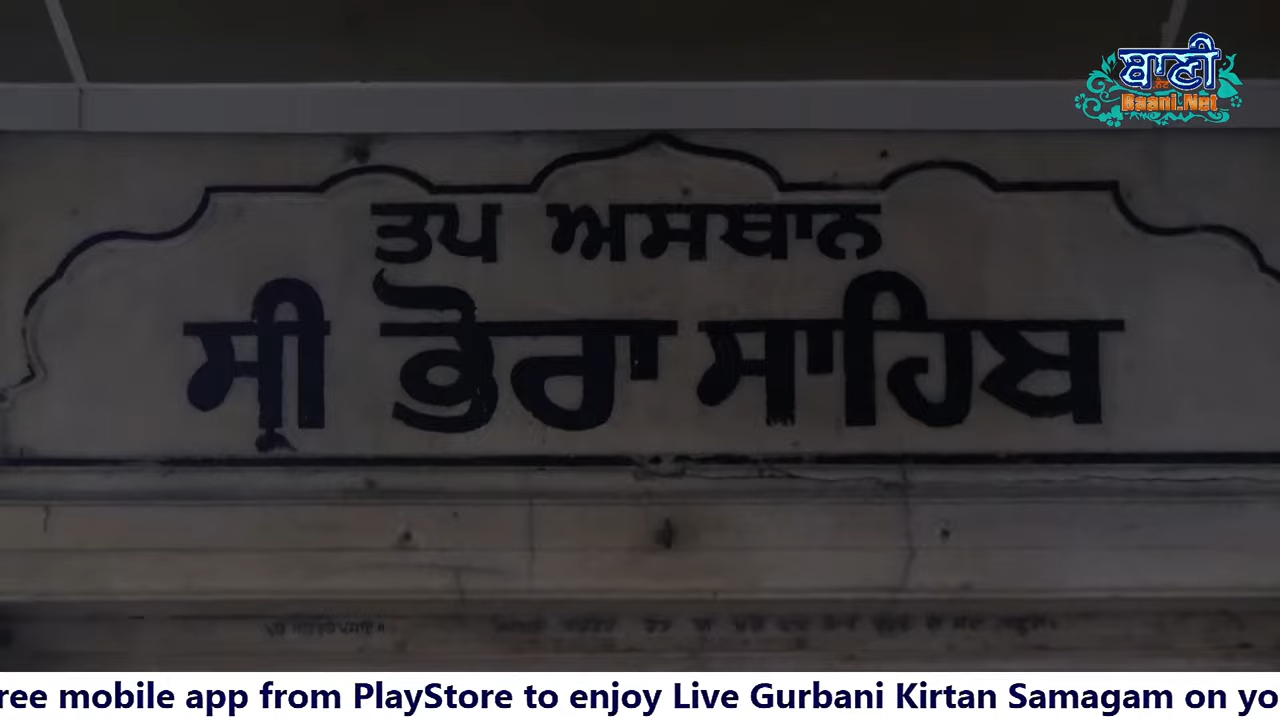 ਬਾਣੀ
ਨੈਟ
Baani.Net
ਤਪ ਅਸਥਾਨ
ਸ੍ਰੀ ਭੋਰਾ ਸਾਹਿਬ
ree mobile app from PlayStore to enjoy Live Gurbani Kirtan Samagam on yo